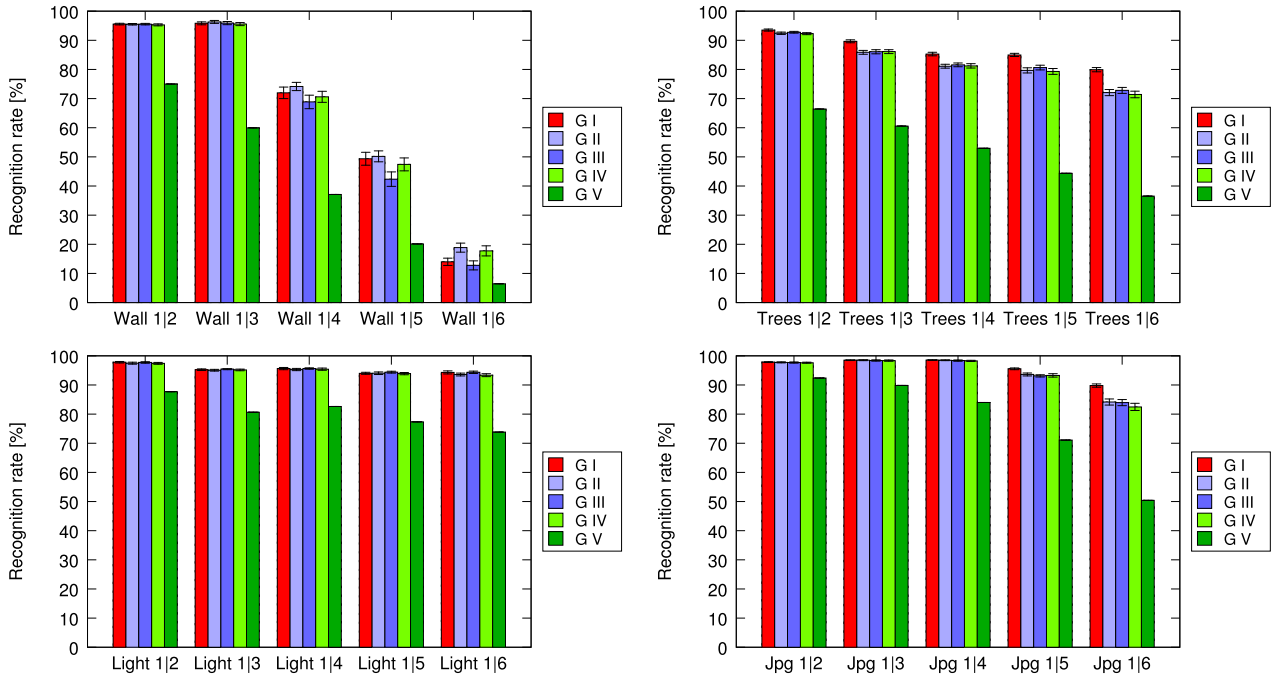 Recognition rate [%]
100
90
80
70
60
50
40
30
20
10
0
Wall 1|2 Wall 1|3 Wall 1|4 Wall 1|5 Wall 1|6
G I
G II
G III
G IV
G V
Recognition rate [%]
100
90
80
70
60
50
40
30
20
10
0
Trees 1|2 Trees 1|3 Trees 1|4 Trees 1|5 Trees 1|6
G I
G II
G III
G IV
G V
Recognition rate [%]
100
90
80
70
60
50
40
30
20
10
0
Light 1|2 Light 1|3 Light 1|4 Light 1|5 Light 1|6
G I
G II
G III
G IV
G V
Recognition rate [%]
100
90
80
70
60
50
40
30
20
10
0
Jpg 1|2 Jpg 1|3 Jpg 1|4 Jpg 1|5 Jpg 1|6
G I
G II
G III
G IV
G V